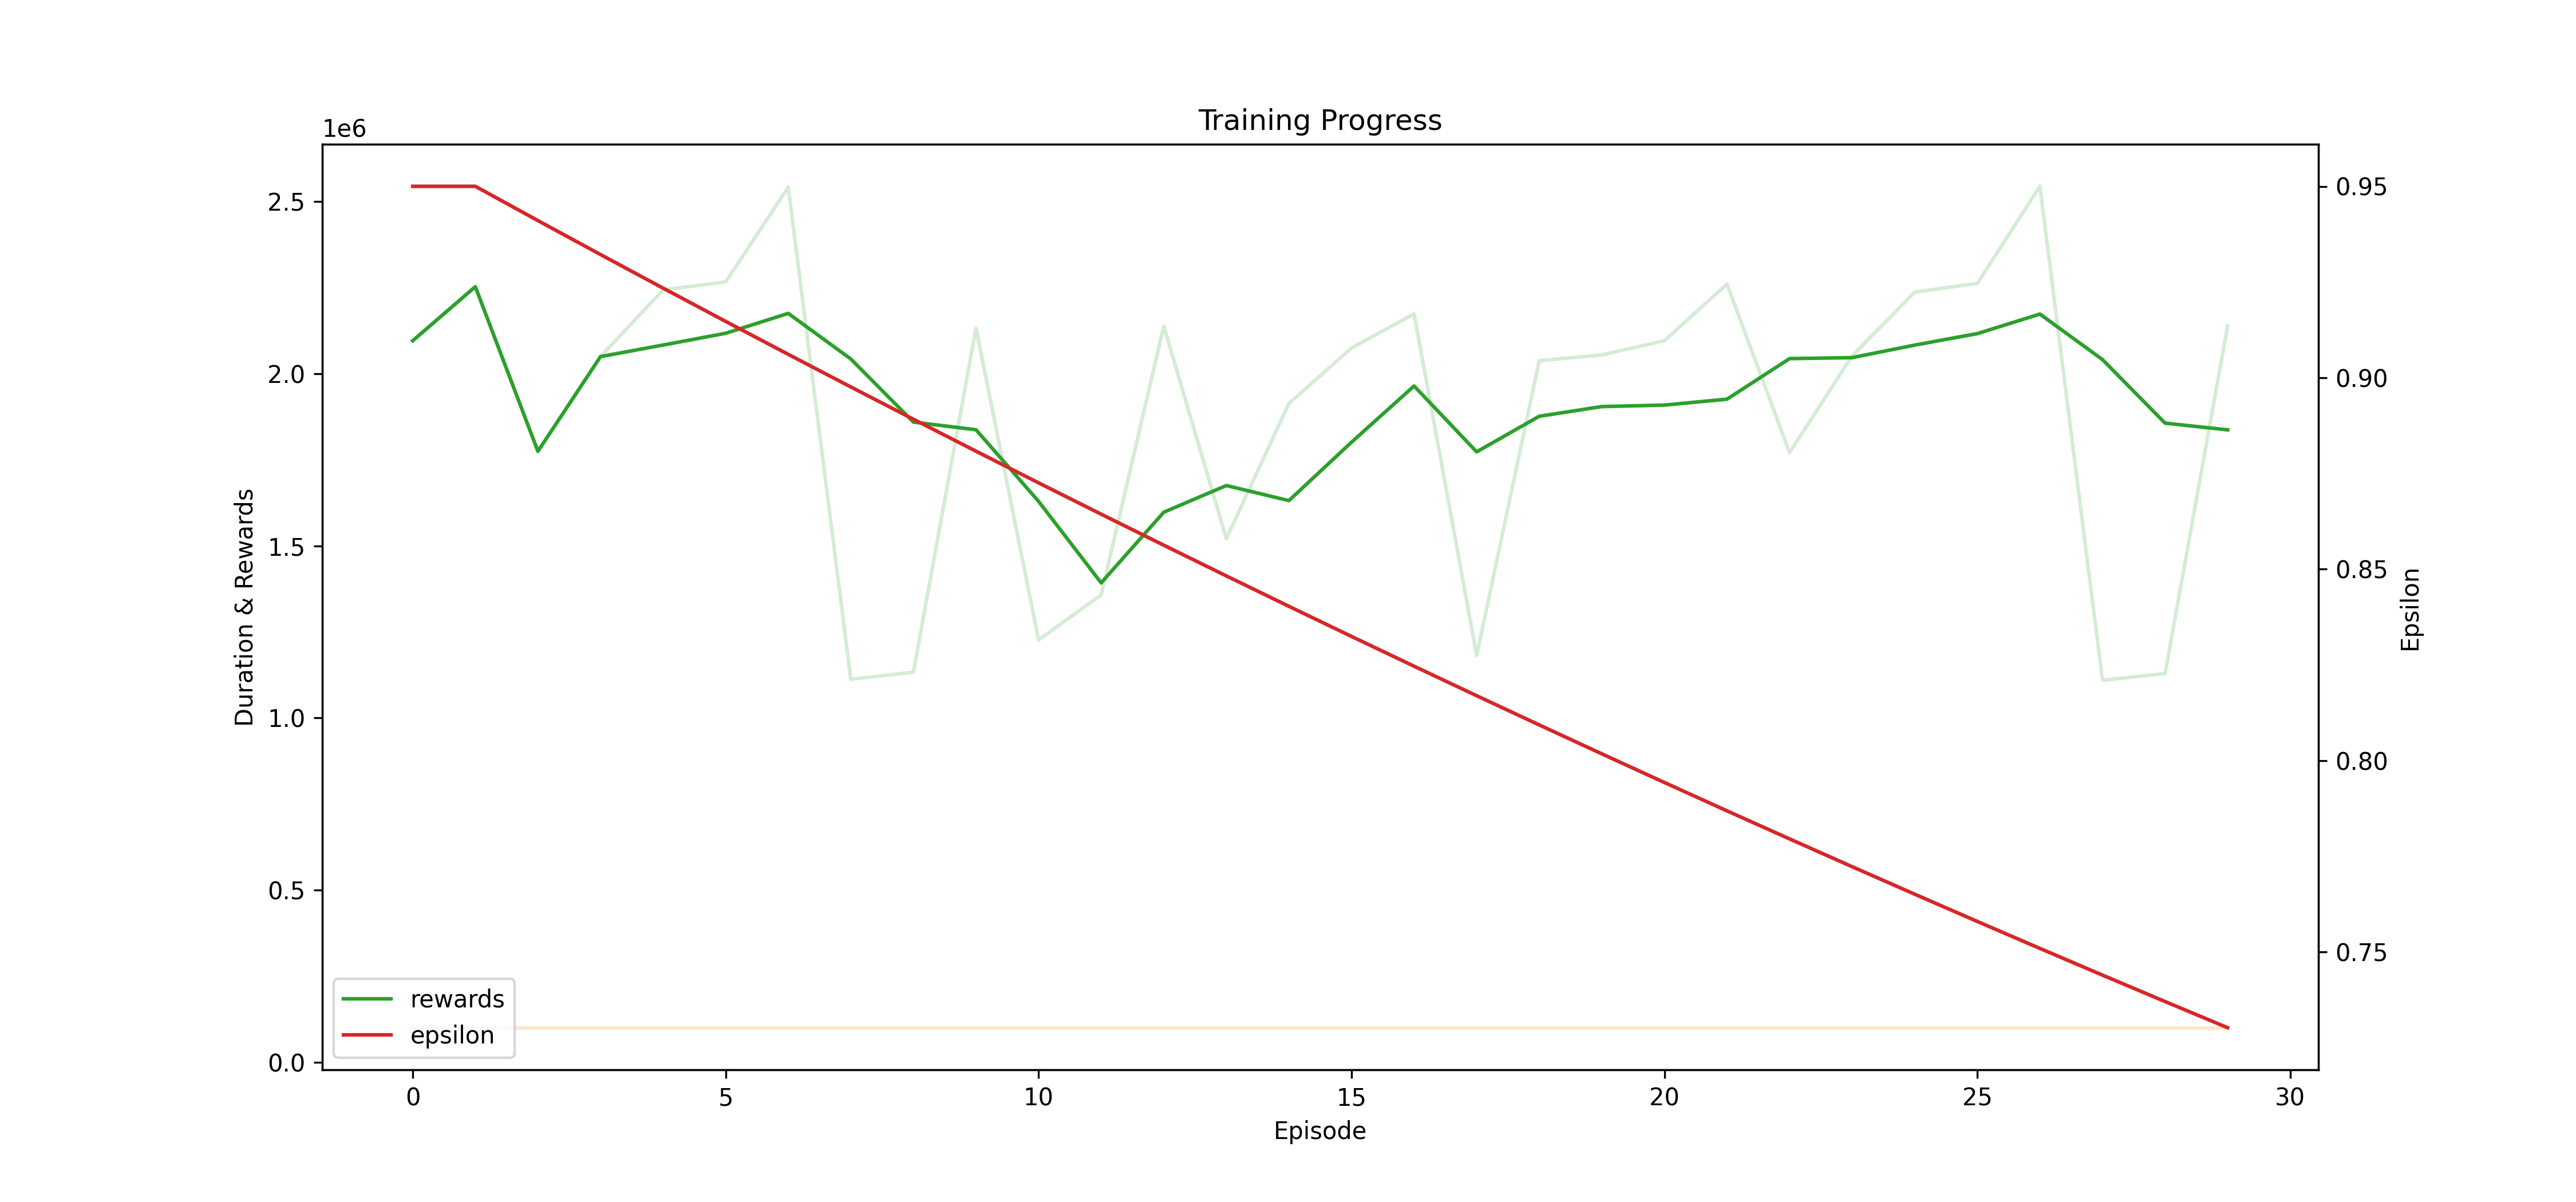 Training Progress
1e6
2.5
2.0
1.5
1.0
0.5
0.0
Duration & Rewards
0.95
0.90
0.85
0.80
0.75
Epsilon
rewards
epsilon
0 5 10 15 20 25 30
Episode